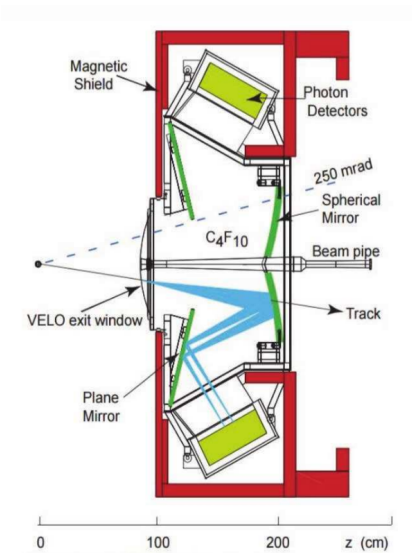 Magnetic
Shield
Photon
Detectors
250 mrad
Spherical
Mirror
C₄F₁₀
Beam pipe
VELO exit window
Track
Plane
Mirror
0 100 200 z (cm)